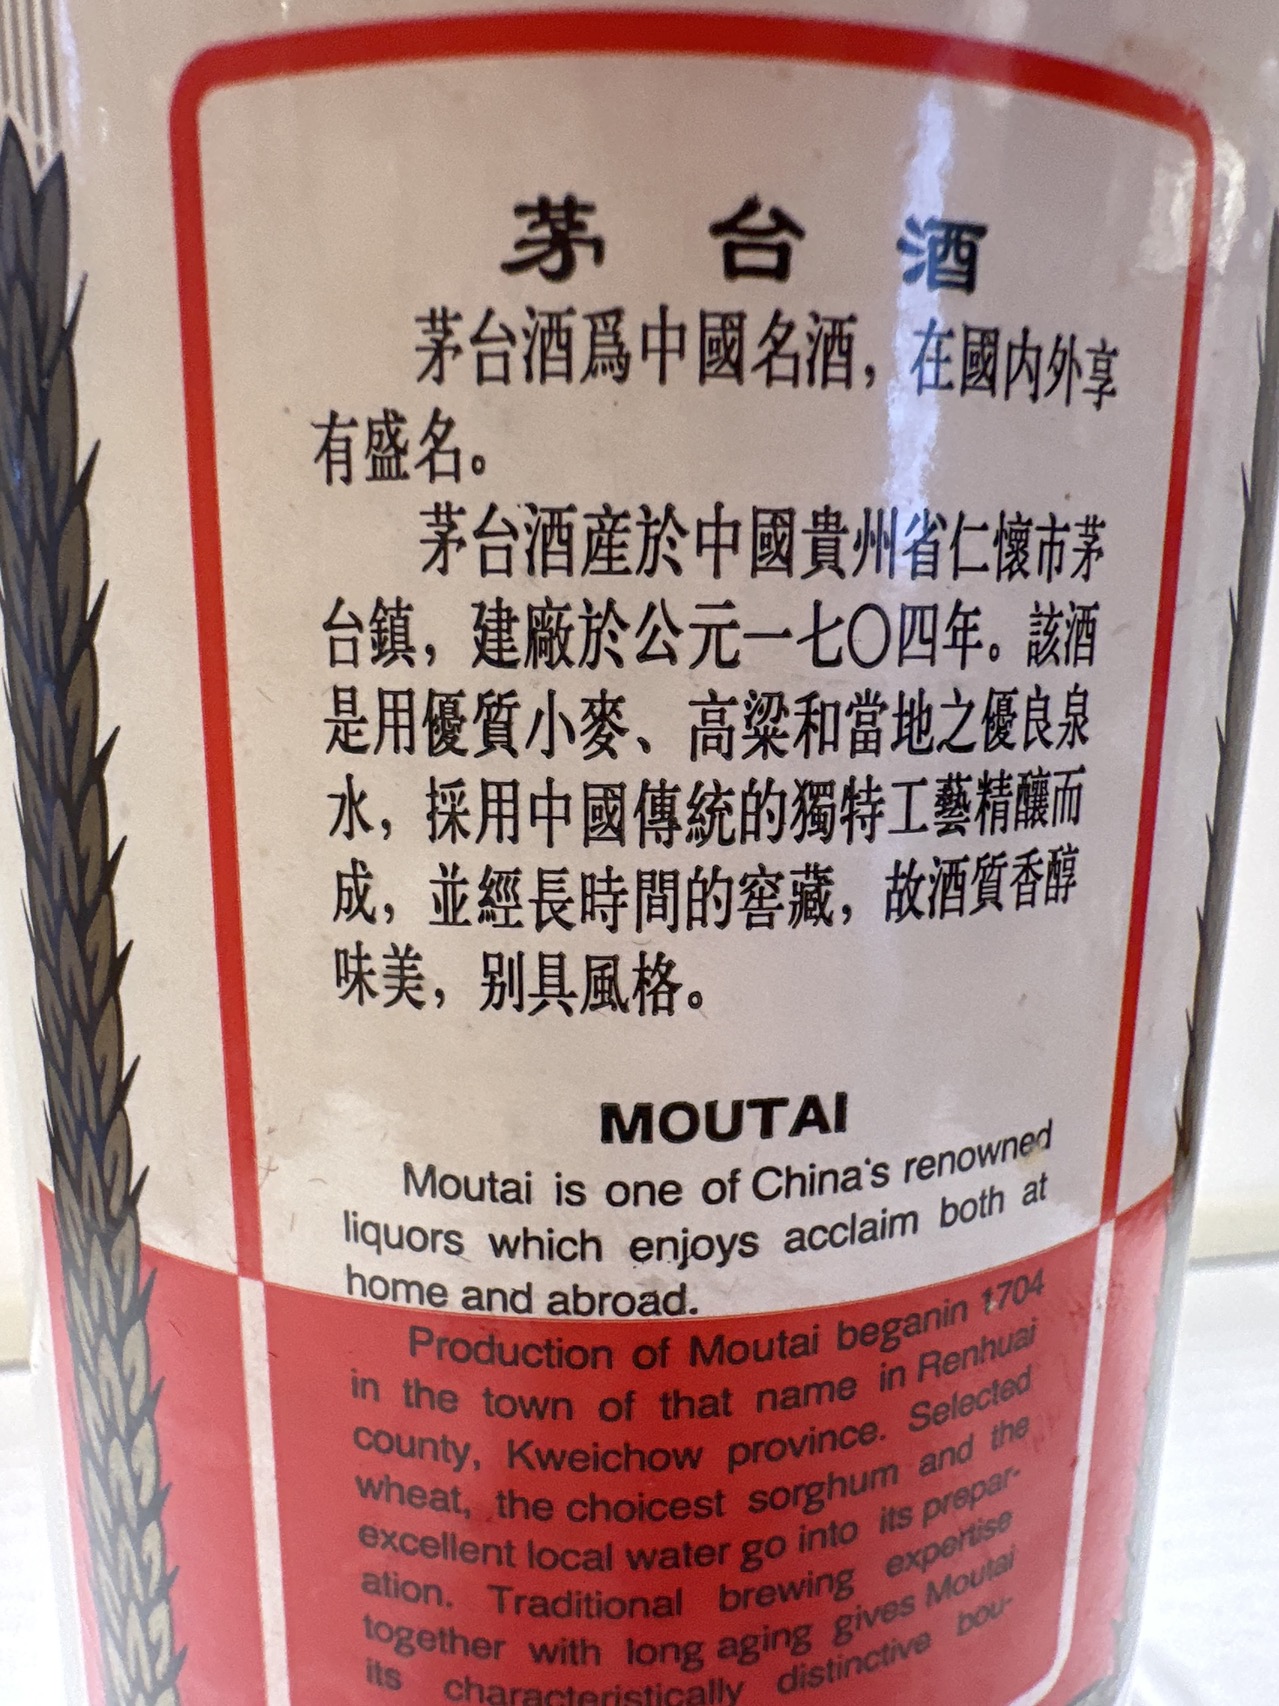 茅台酒
茅台酒爲中國名酒，在國内外享
有盛名。
茅台酒産於中國貴州省仁懷市茅
台鎮，建廠於公元一七〇四年。該酒
是用優質小麥、高粱和當地之優良泉
水，採用中國傳統的獨特工藝精釀而
成，並經長時間的窖藏，故酒質香醇
味美，别具風格。
MOUTAI
Moutai is one of China's renowned
liquors which enjoys acclaim both at
home and abroad.
Production of Moutai beganin 1704
in the town of that name in Renhuai
county, Kweichow province. Selected
wheat, the choicest sorghum and the
excellent local water go into its prepar-
ation. Traditional brewing expertise
together with long aging gives Moutai
its characteristically distinctive bou-